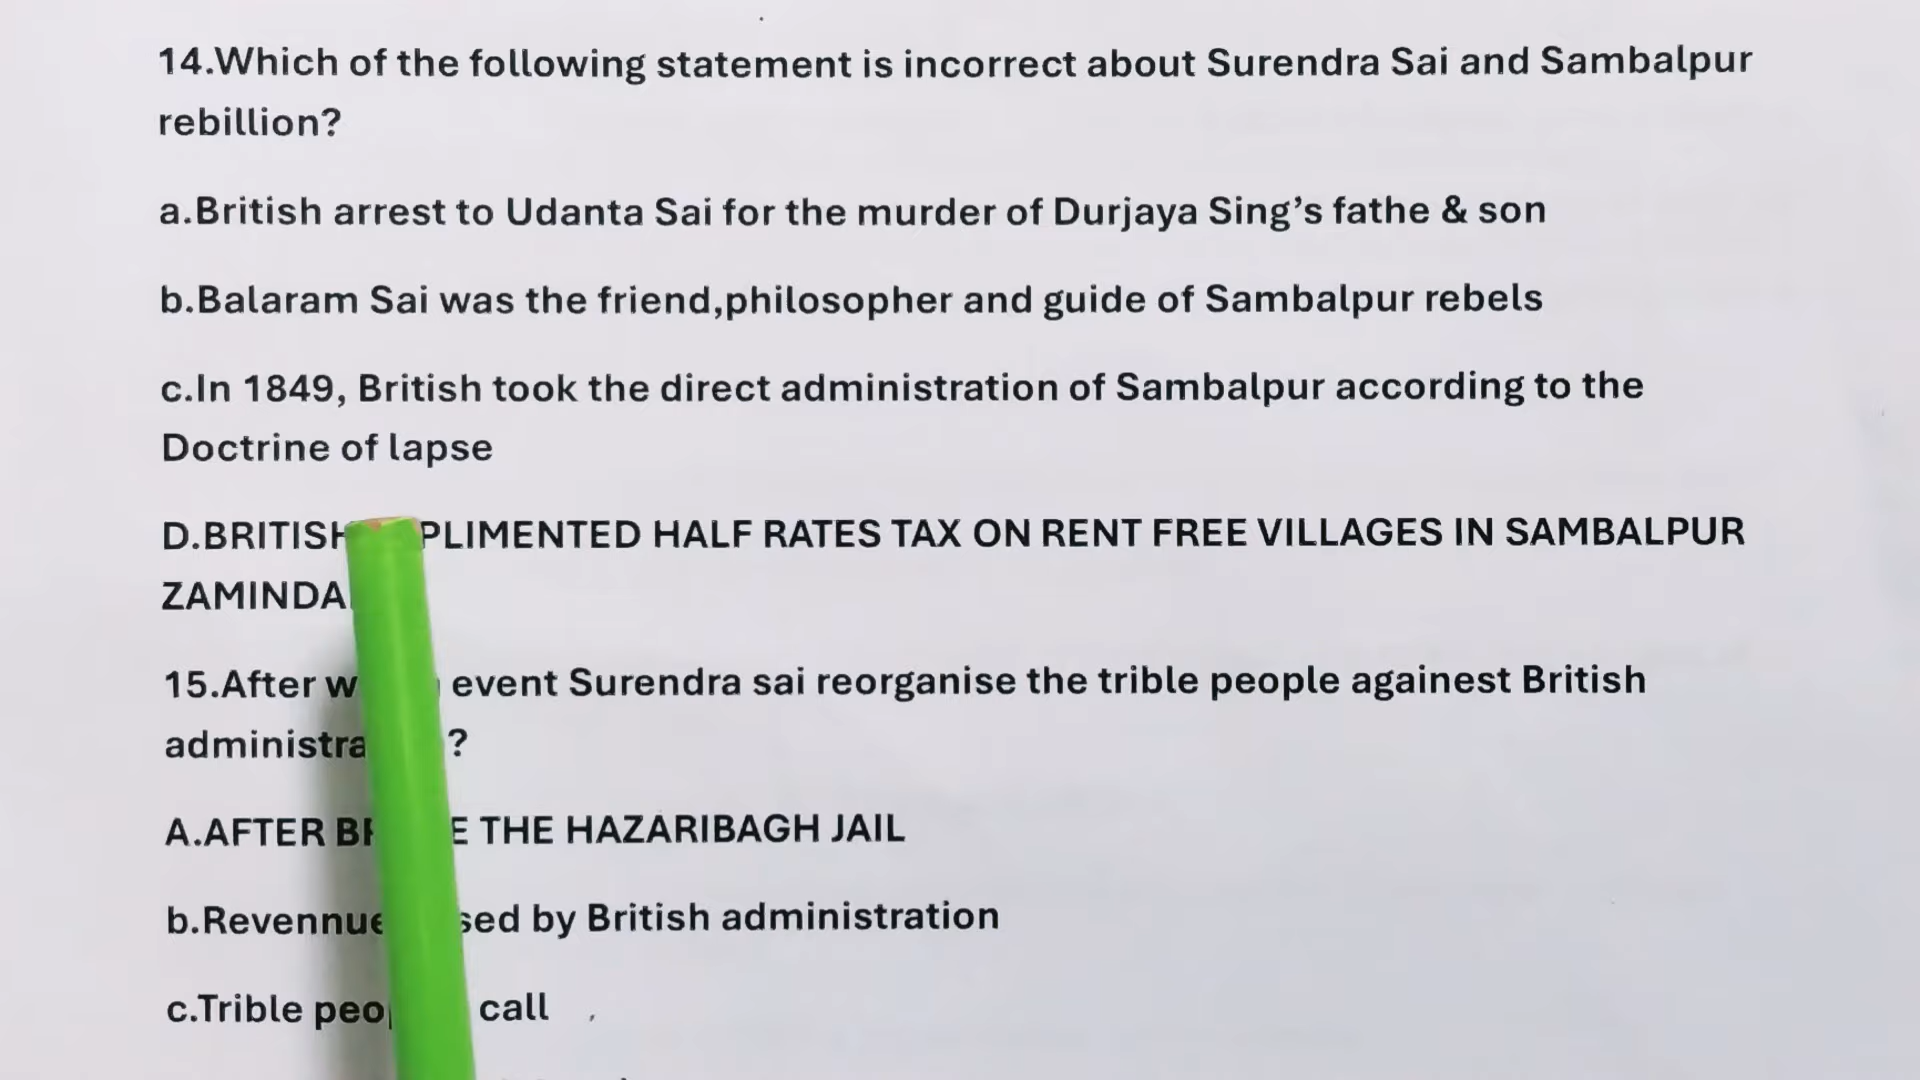 14.Which of the following statement is incorrect about Surendra Sai and Sambalpur
rebillion?
a.British arrest to Udanta Sai for the murder of Durjaya Sing's fathe & son
b.Balaram Sai was the friend,philosopher and guide of Sambalpur rebels
c.In 1849, British took the direct administration of Sambalpur according to the
Doctrine of lapse
D.BRITISH PLIMENTED HALF RATES TAX ON RENT FREE VILLAGES IN SAMBALPUR
ZAMINDA
15.After event Surendra sai reorganise the trible people againest British
administra ?
A.AFTER THE HAZARIBAGH JAIL
b.Revennue sed by British administration
c.Trible peo call